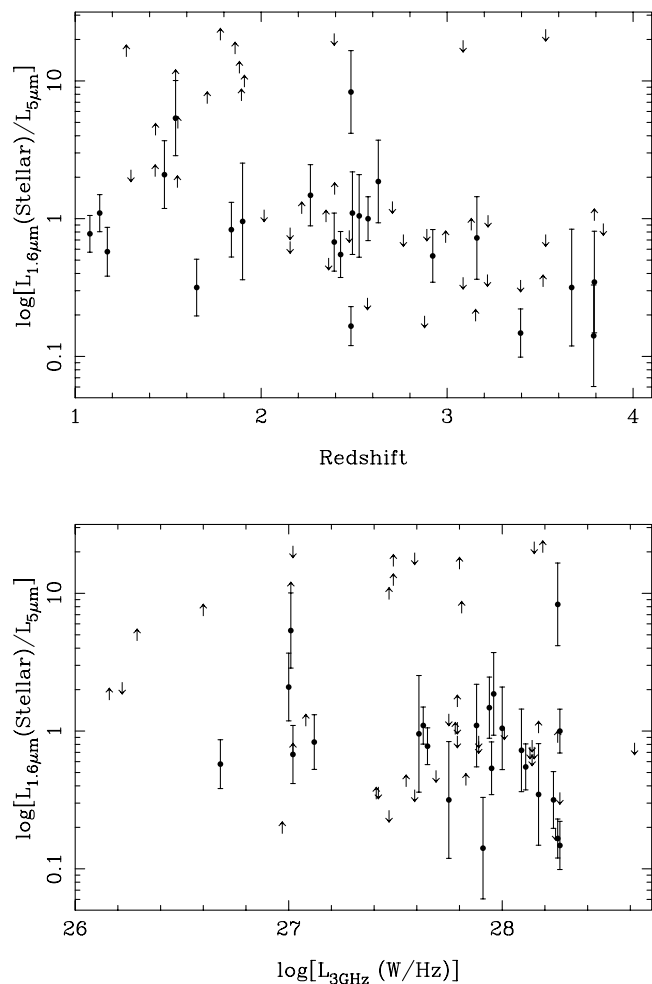 10
1
0.1
log[L1.6μm(Stellar)/L5μm]
1 2 3 4
Redshift
10
1
0.1
log[L1.6μm(Stellar)/L5μm]
26 27 28
log[L3GHz (W/Hz)]